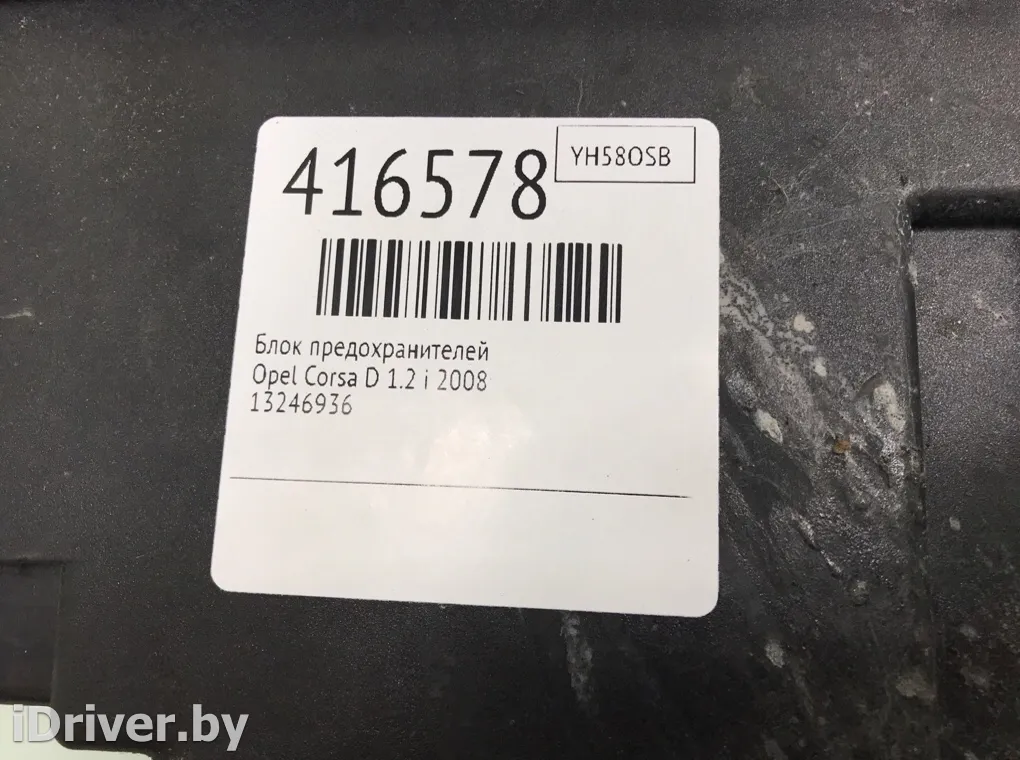 416578
YH58OSB
Блок предохранителей
Opel Corsa D 1.2 i 2008
13246936
iDriver.by